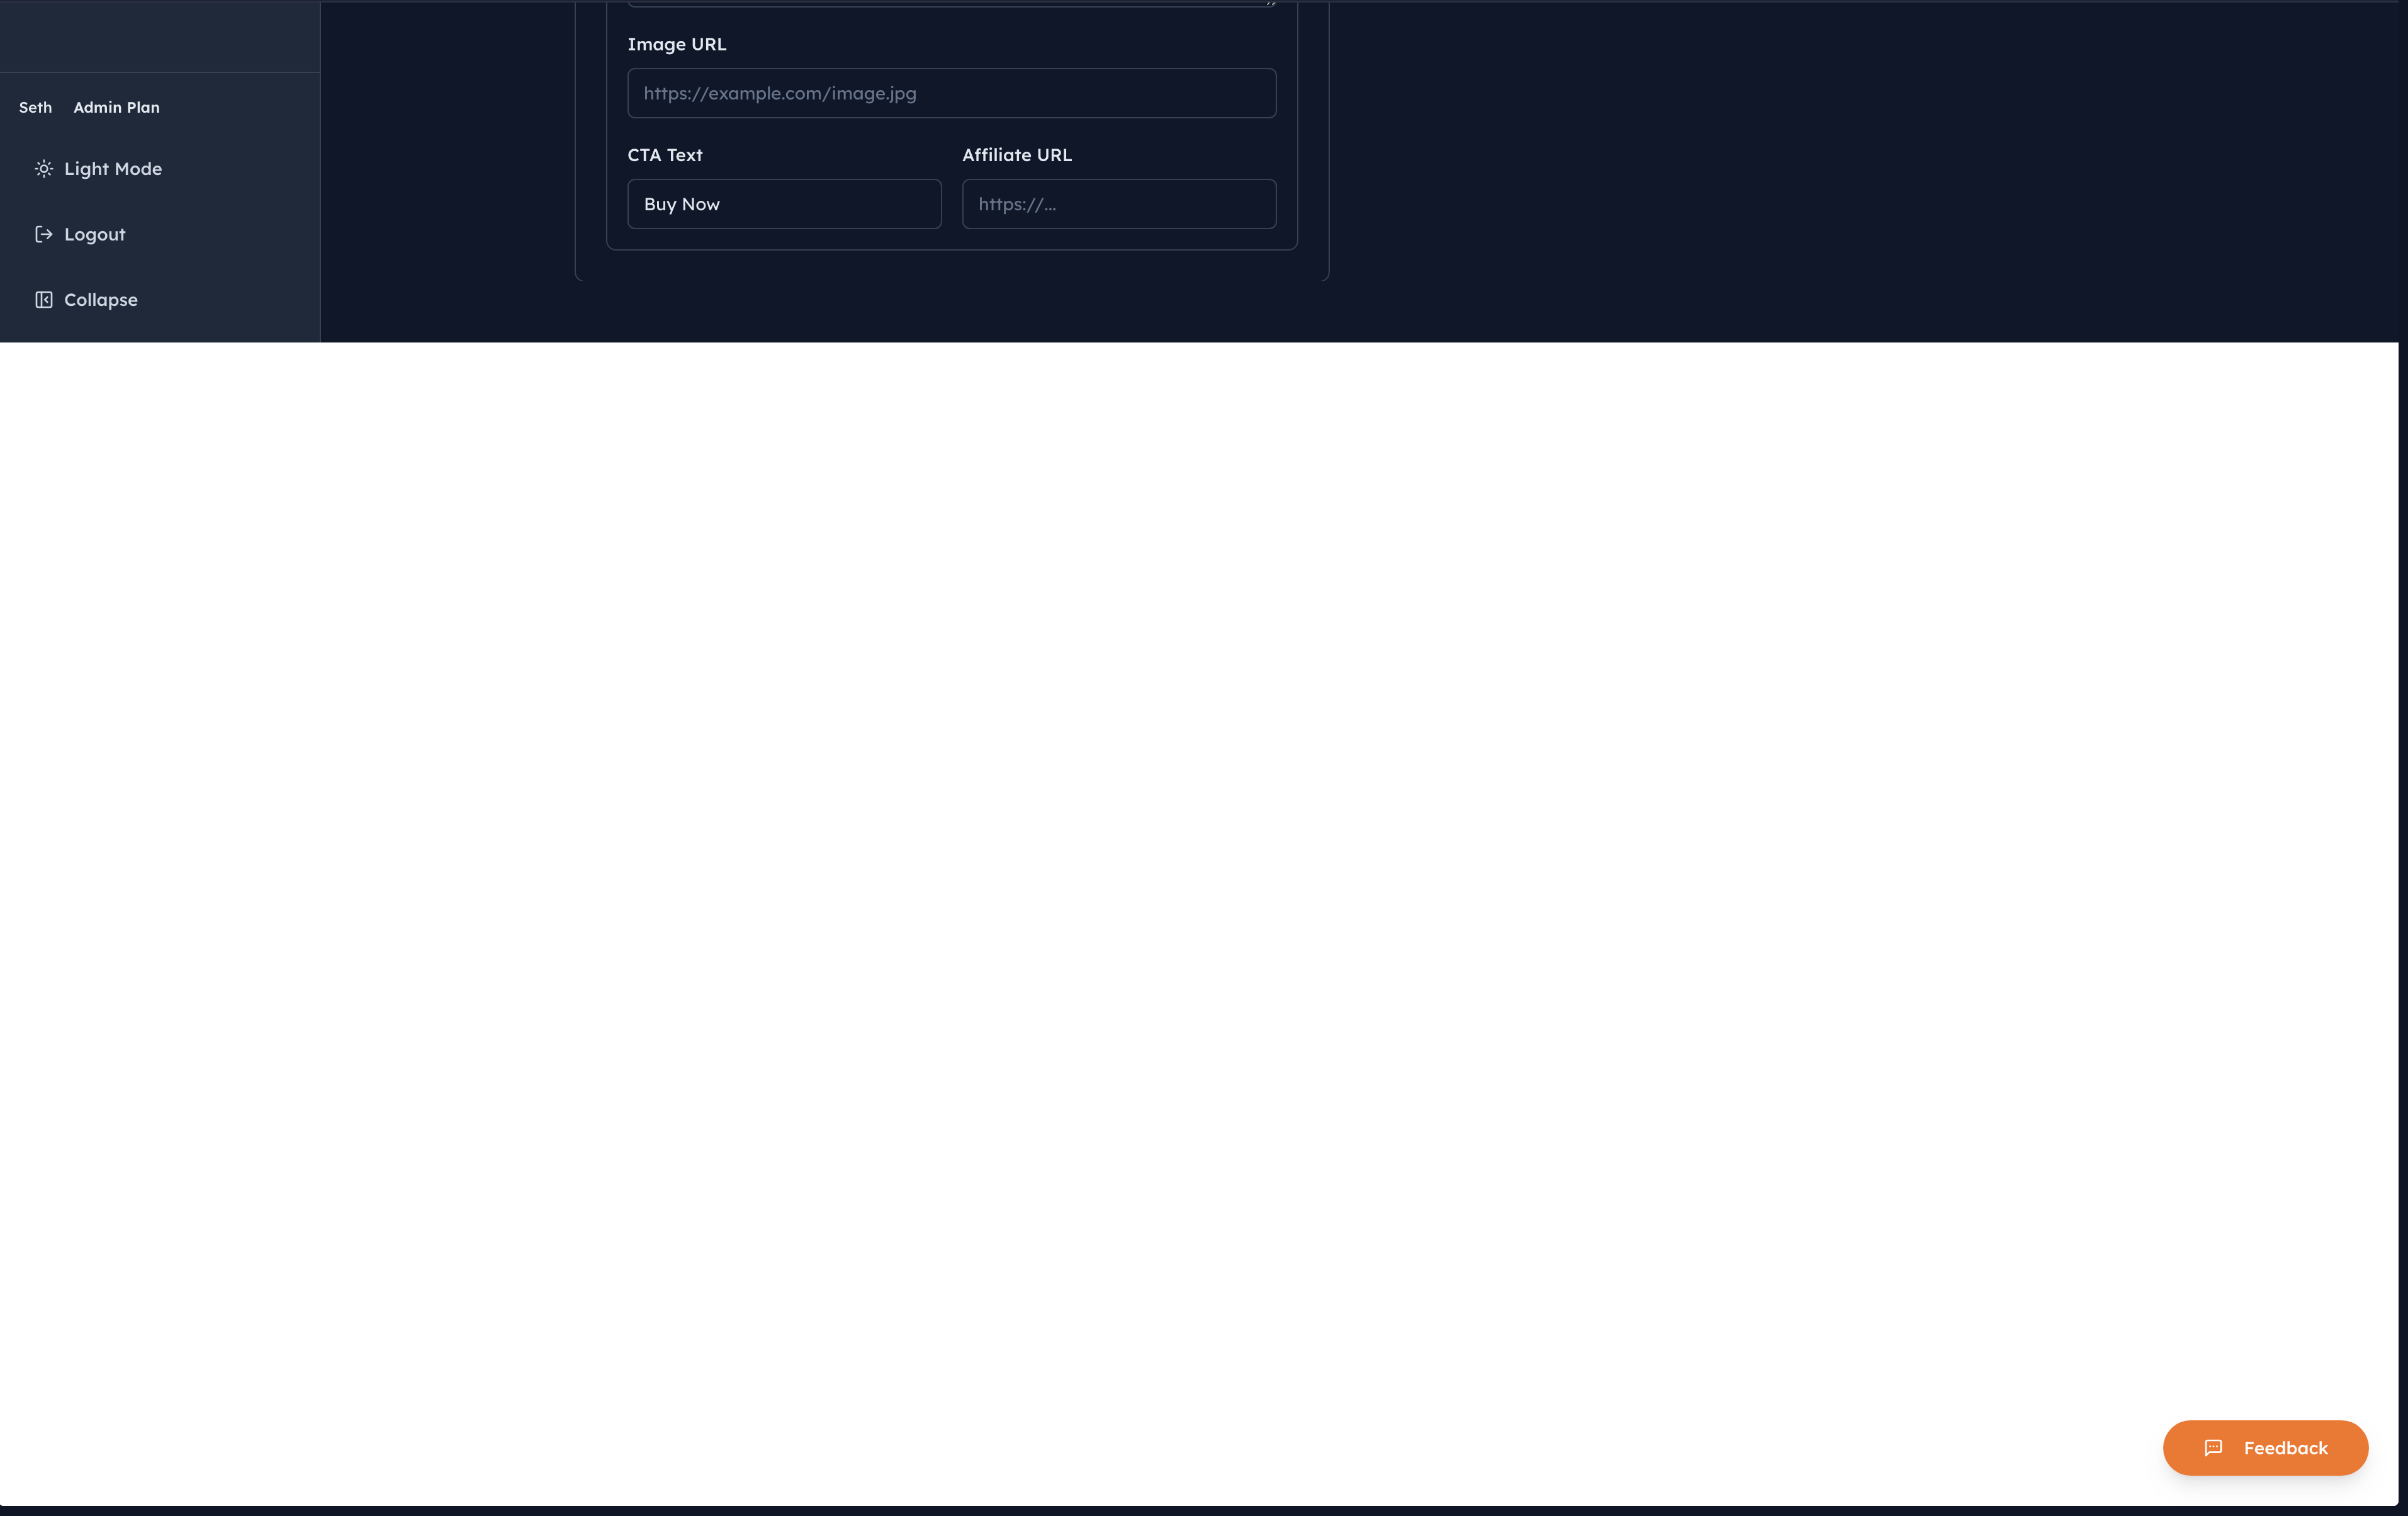 Image URL
https://example.com/image.jpg
Seth Admin Plan
CTA Text Affiliate URL
Light Mode
Buy Now https://...
Logout
Collapse
Feedback